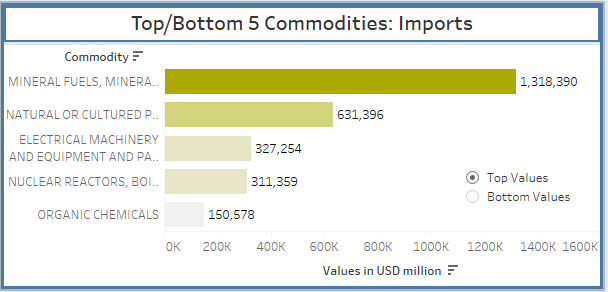 Top/Bottom 5 Commodities: Imports
Commodity
MINERAL FUELS, MINERA..
1,318,390
NATURAL OR CULTURED P..
631,396
ELECTRICAL MACHINERY
AND EQUIPMENT AND PA..
327,254
NUCLEAR REACTORS, BOI..
311,359
Top Values
Bottom Values
ORGANIC CHEMICALS
150,578
0K 200K 400K 600K 800K 1000K 1200K 1400K 1600K
Values in USD million